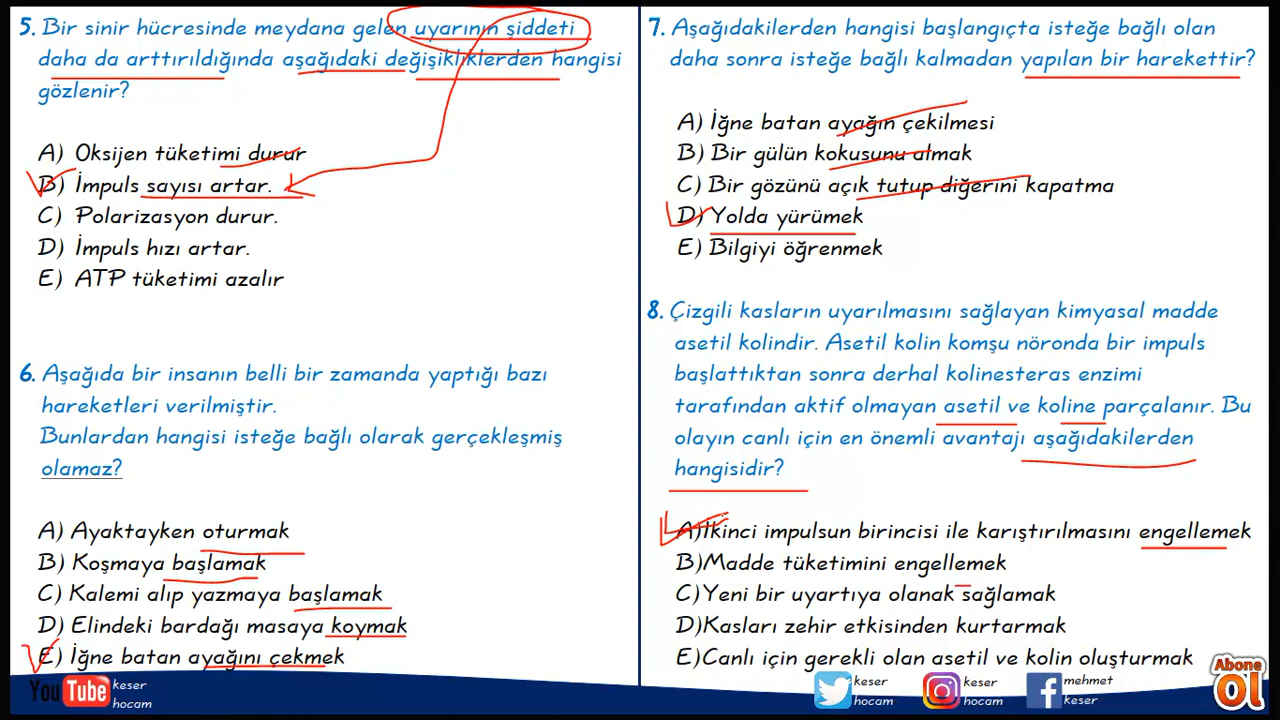 5. Bir sinir hücresinde meydana gelen uyarının şiddeti
daha da arttırıldığında aşağıdaki değişikliklerden hangisi
gözlenir?
A) Oksijen tüketimi durur
B) İmpuls sayısı artar.
C) Polarizasyon durur.
D) İmpuls hızı artar.
E) ATP tüketimi azalır
6. Aşağıda bir insanın belli bir zamanda yaptığı bazı
hareketleri verilmiştir.
Bunlardan hangisi isteğe bağlı olarak gerçekleşmiş
olamaz?
A) Ayaktayken oturmak
B) Koşmaya başlamak
C) Kalemi alıp yazmaya başlamak
D) Elindeki bardağı masaya koymak
E) İğne batan ayağını çekmek
7. Aşağıdakilerden hangisi başlangıçta isteğe bağlı olan
daha sonra isteğe bağlı kalmadan yapılan bir harekettir?
A) İğne batan ayağın çekilmesi
B) Bir gülün kokusunu almak
C) Bir gözünü açık tutup diğerini kapatma
D) Yolda yürümek
E) Bilgiyi öğrenmek
8. Çizgili kasların uyarılmasını sağlayan kimyasal madde
asetil kolindir. Asetil kolin komşu nöronda bir impuls
başlattıktan sonra derhal kolinesteras enzimi
tarafından aktif olmayan asetil ve koline parçalanır. Bu
olayın canlı için en önemli avantajı aşağıdakilerden
hangisidir?
A)İkinci impulsun birincisi ile karıştırılmasını engellemek
B)Madde tüketimini engellemek
C)Yeni bir uyartıya olanak sağlamak
D)Kasları zehir etkisinden kurtarmak
E)Canlı için gerekli olan asetil ve kolin oluşturmak
YouTube keser hocam
keser hocam
keser hocam
mehmet keser
Abone ol